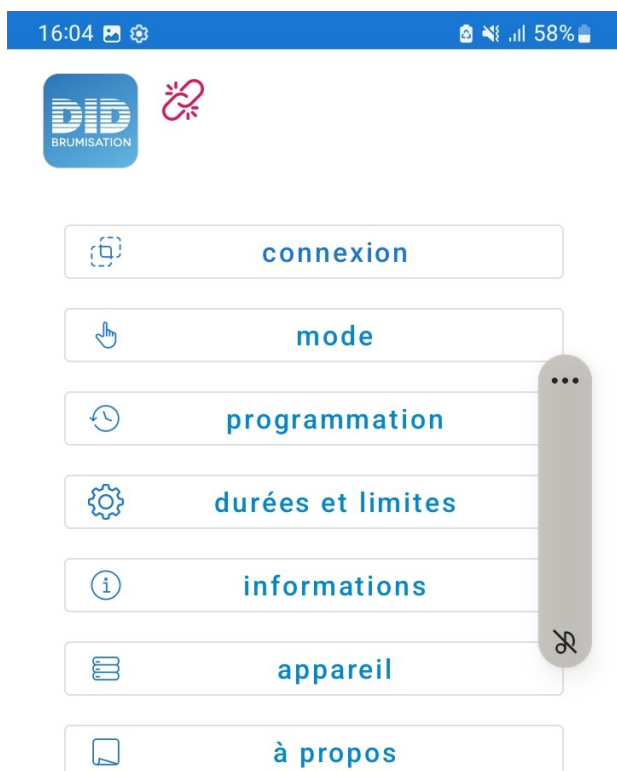 16:04 58%
DID
BRUMISATION
connexion
mode
programmation
durées et limites
informations
appareil
à propos